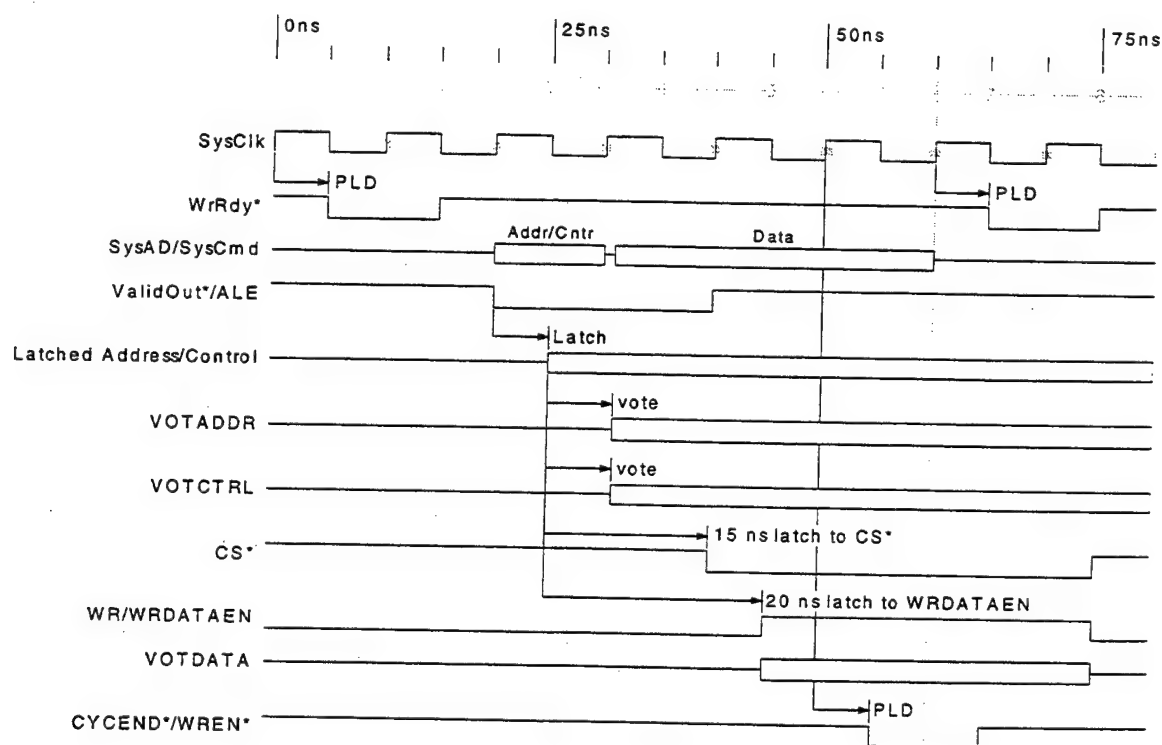 0ns 25ns 50ns 75ns
SysClk
PLD PLD
WrRdy*
Addr/Cntr Data
SysAD/SysCmd
ValidOut*/ALE
Latch
Latched Address/Control
vote
VOTADDR
vote
VOTCTRL
15 ns latch to CS*
CS*
20 ns latch to WRDATAEN
WR/WRDATAEN
VOTDATA
PLD
CYCEND*/WREN*